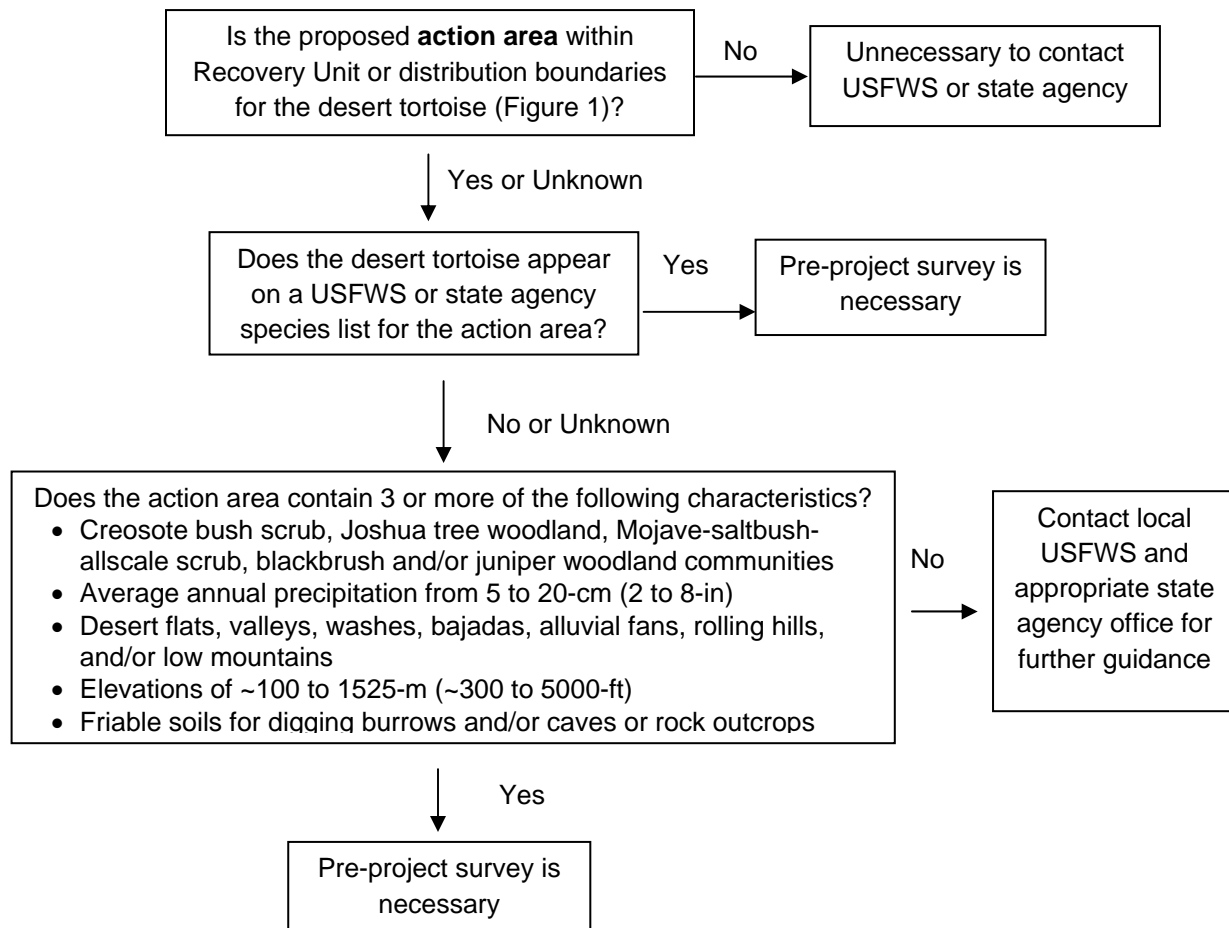 Is the proposed action area within
Recovery Unit or distribution boundaries
for the desert tortoise (Figure 1)?
No
Unnecessary to contact
USFWS or state agency
Yes or Unknown
Does the desert tortoise appear
on a USFWS or state agency
species list for the action area?
Yes
Pre-project survey is
necessary
No or Unknown
Does the action area contain 3 or more of the following characteristics?
• Creosote bush scrub, Joshua tree woodland, Mojave-saltbush-
allscale scrub, blackbrush and/or juniper woodland communities
• Average annual precipitation from 5 to 20-cm (2 to 8-in)
• Desert flats, valleys, washes, bajadas, alluvial fans, rolling hills,
and/or low mountains
• Elevations of ~100 to 1525-m (~300 to 5000-ft)
• Friable soils for digging burrows and/or caves or rock outcrops
No
Contact local
USFWS and
appropriate state
agency office for
further guidance
Yes
Pre-project survey is
necessary